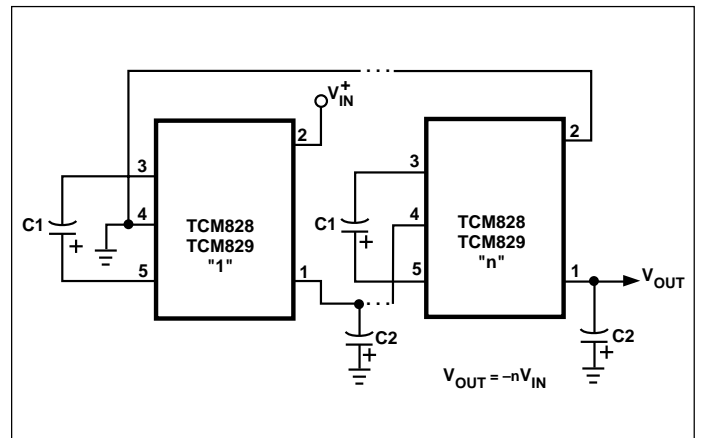 V+IN
2
3
C1
4
+
5
TCM828
TCM829
"1"
1
C2
+
2
3
C1
4
+
5
TCM828
TCM829
"n"
1
VOUT
C2
+
VOUT = –nVIN